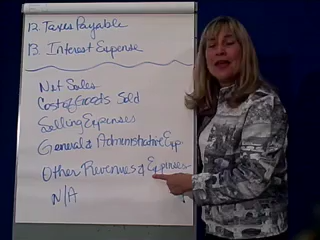 12. Taxes Payable
13. Interest Expense
Net Sales
Cost of Goods Sold
Selling Expenses
General & Administrative Exp.
Other Revenues & Expenses
N/A